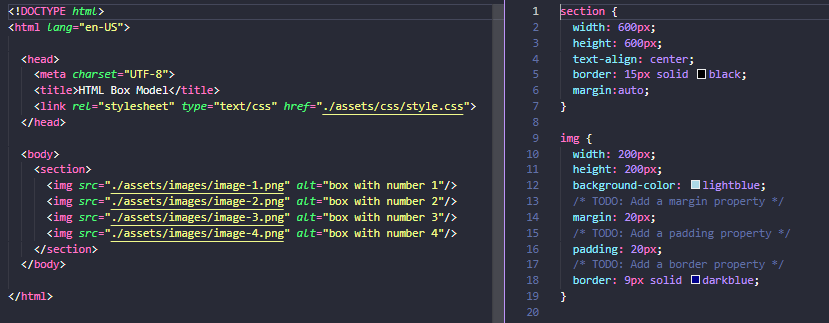 <!DOCTYPE html>
<html lang="en-US">
<head>
<meta charset="UTF-8">
<title>HTML Box Model</title>
<link rel="stylesheet" type="text/css" href="./assets/css/style.css">
</head>
<body>
<section>
<img src="./assets/images/image-1.png" alt="box with number 1"/>
<img src="./assets/images/image-2.png" alt="box with number 2"/>
<img src="./assets/images/image-3.png" alt="box with number 3"/>
<img src="./assets/images/image-4.png" alt="box with number 4"/>
</section>
</body>
</html>
1 section {
2 width: 600px;
3 height: 600px;
4 text-align: center;
5 border: 15px solid black;
6 margin:auto;
7 }
8
9 img {
10 width: 200px;
11 height: 200px;
12 background-color: lightblue;
13 /* TODO: Add a margin property */
14 margin: 20px;
15 /* TODO: Add a padding property */
16 padding: 20px;
17 /* TODO: Add a border property */
18 border: 9px solid darkblue;
19 }
20